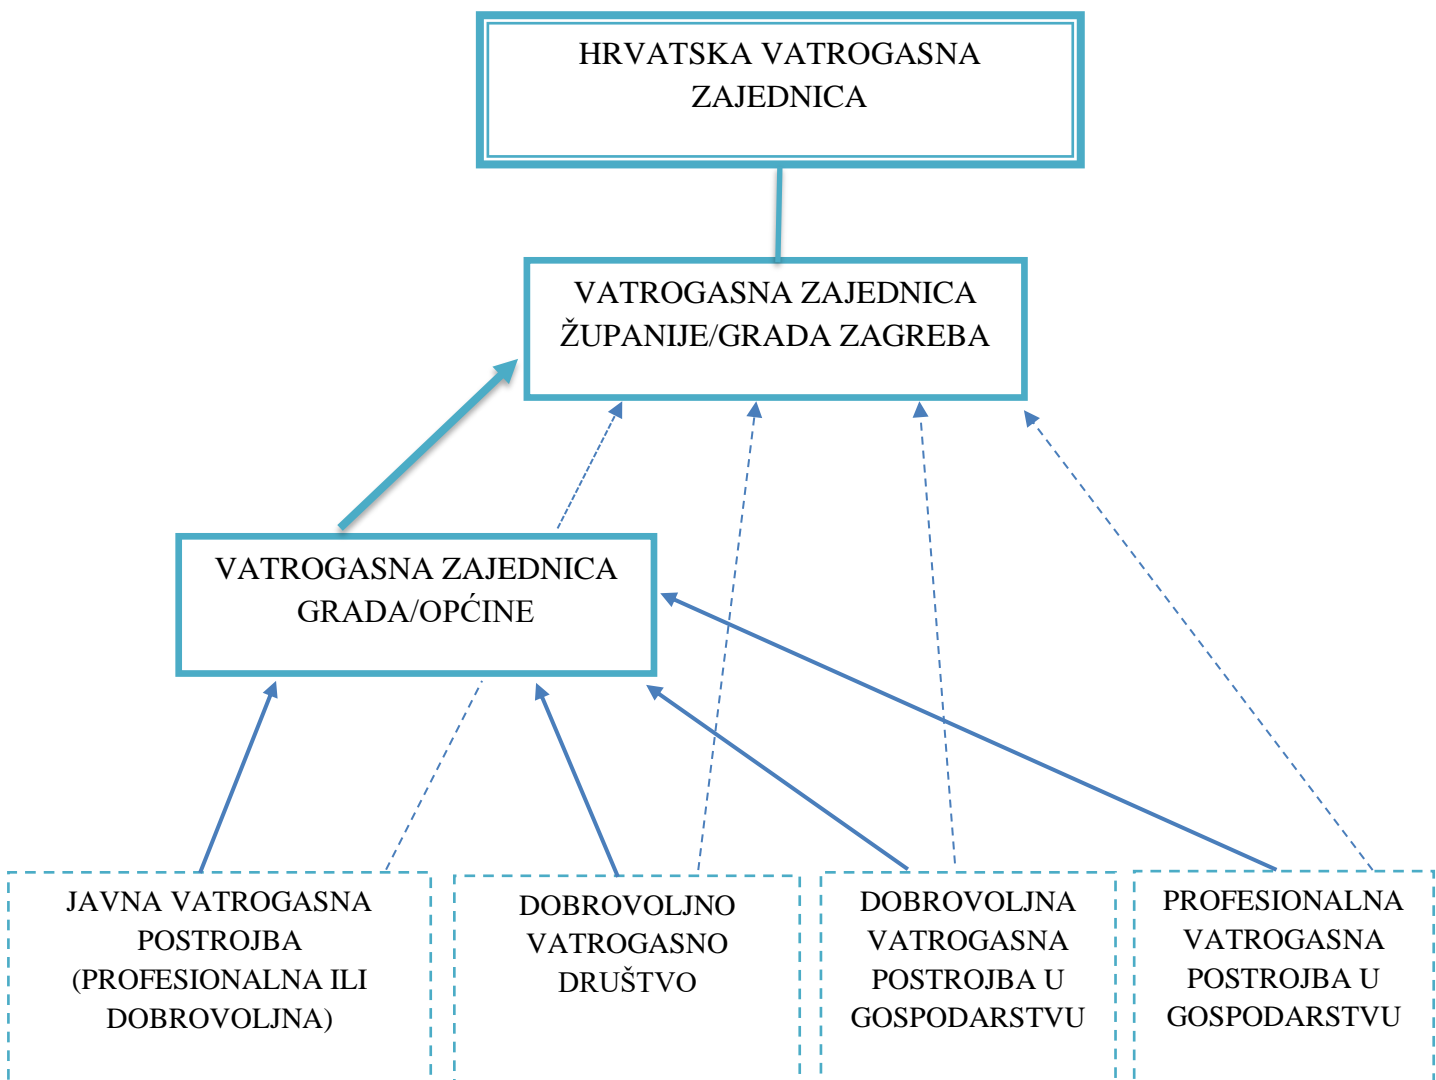 HRVATSKA VATROGASNA
ZAJEDNICA
VATROGASNA ZAJEDNICA
ŽUPANIJE/GRADA ZAGREBA
VATROGASNA ZAJEDNICA
GRADA/OPĆINE
JAVNA VATROGASNA
POSTROJBA
(PROFESIONALNA ILI
DOBROVOLJNA)
DOBROVOLJNO
VATROGASNO
DRUŠTVO
DOBROVOLJNA
VATROGASNA
POSTROJBA U
GOSPODARSTVU
PROFESIONALNA
VATROGASNA
POSTROJBA U
GOSPODARSTVU